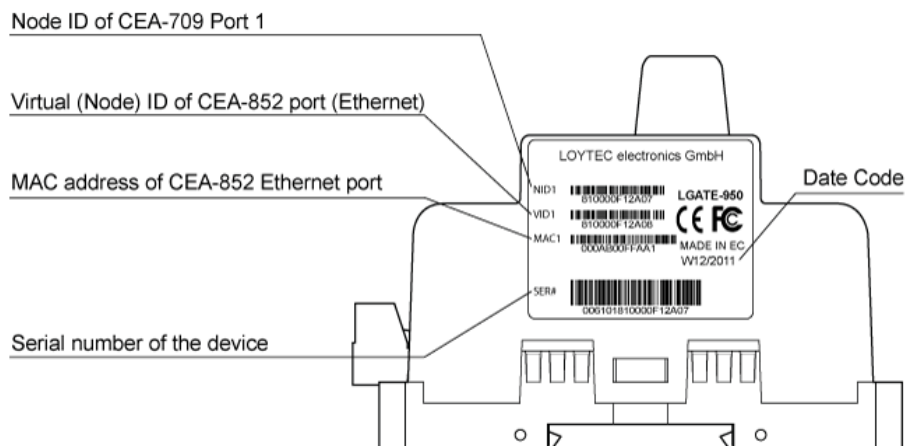 Node ID of CEA-709 Port 1
Virtual (Node) ID of CEA-852 port (Ethernet)
MAC address of CEA-852 Ethernet port
Serial number of the device
LOYTEC electronics GmbH
NID1
810000F12A07
LGATE-950
VID1
810000F12A08
CE FC
MAC1
000AB00FFAA1
MADE IN EC
W12/2011
SER#
006101810000F12A07
Date Code